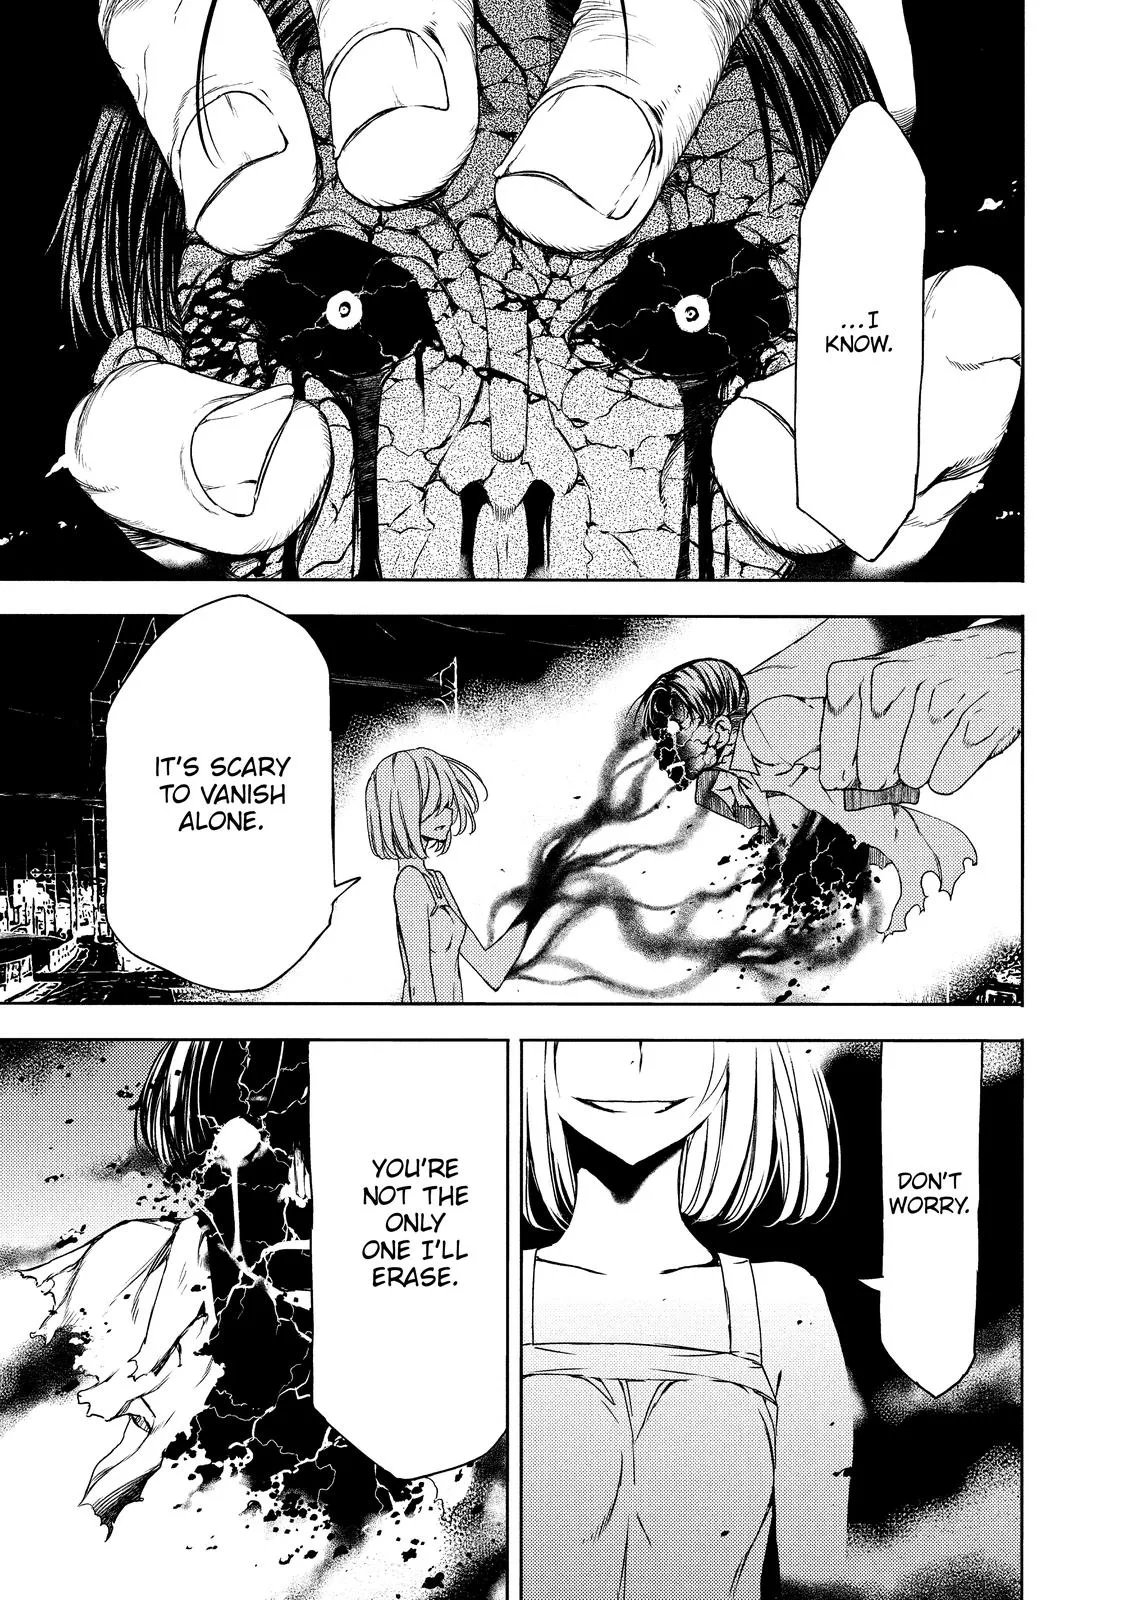 ...I
KNOW.
IT'S SCARY
TO VANISH
ALONE.
DON'T
WORRY.
YOU'RE
NOT THE
ONLY
ONE I'LL
ERASE.